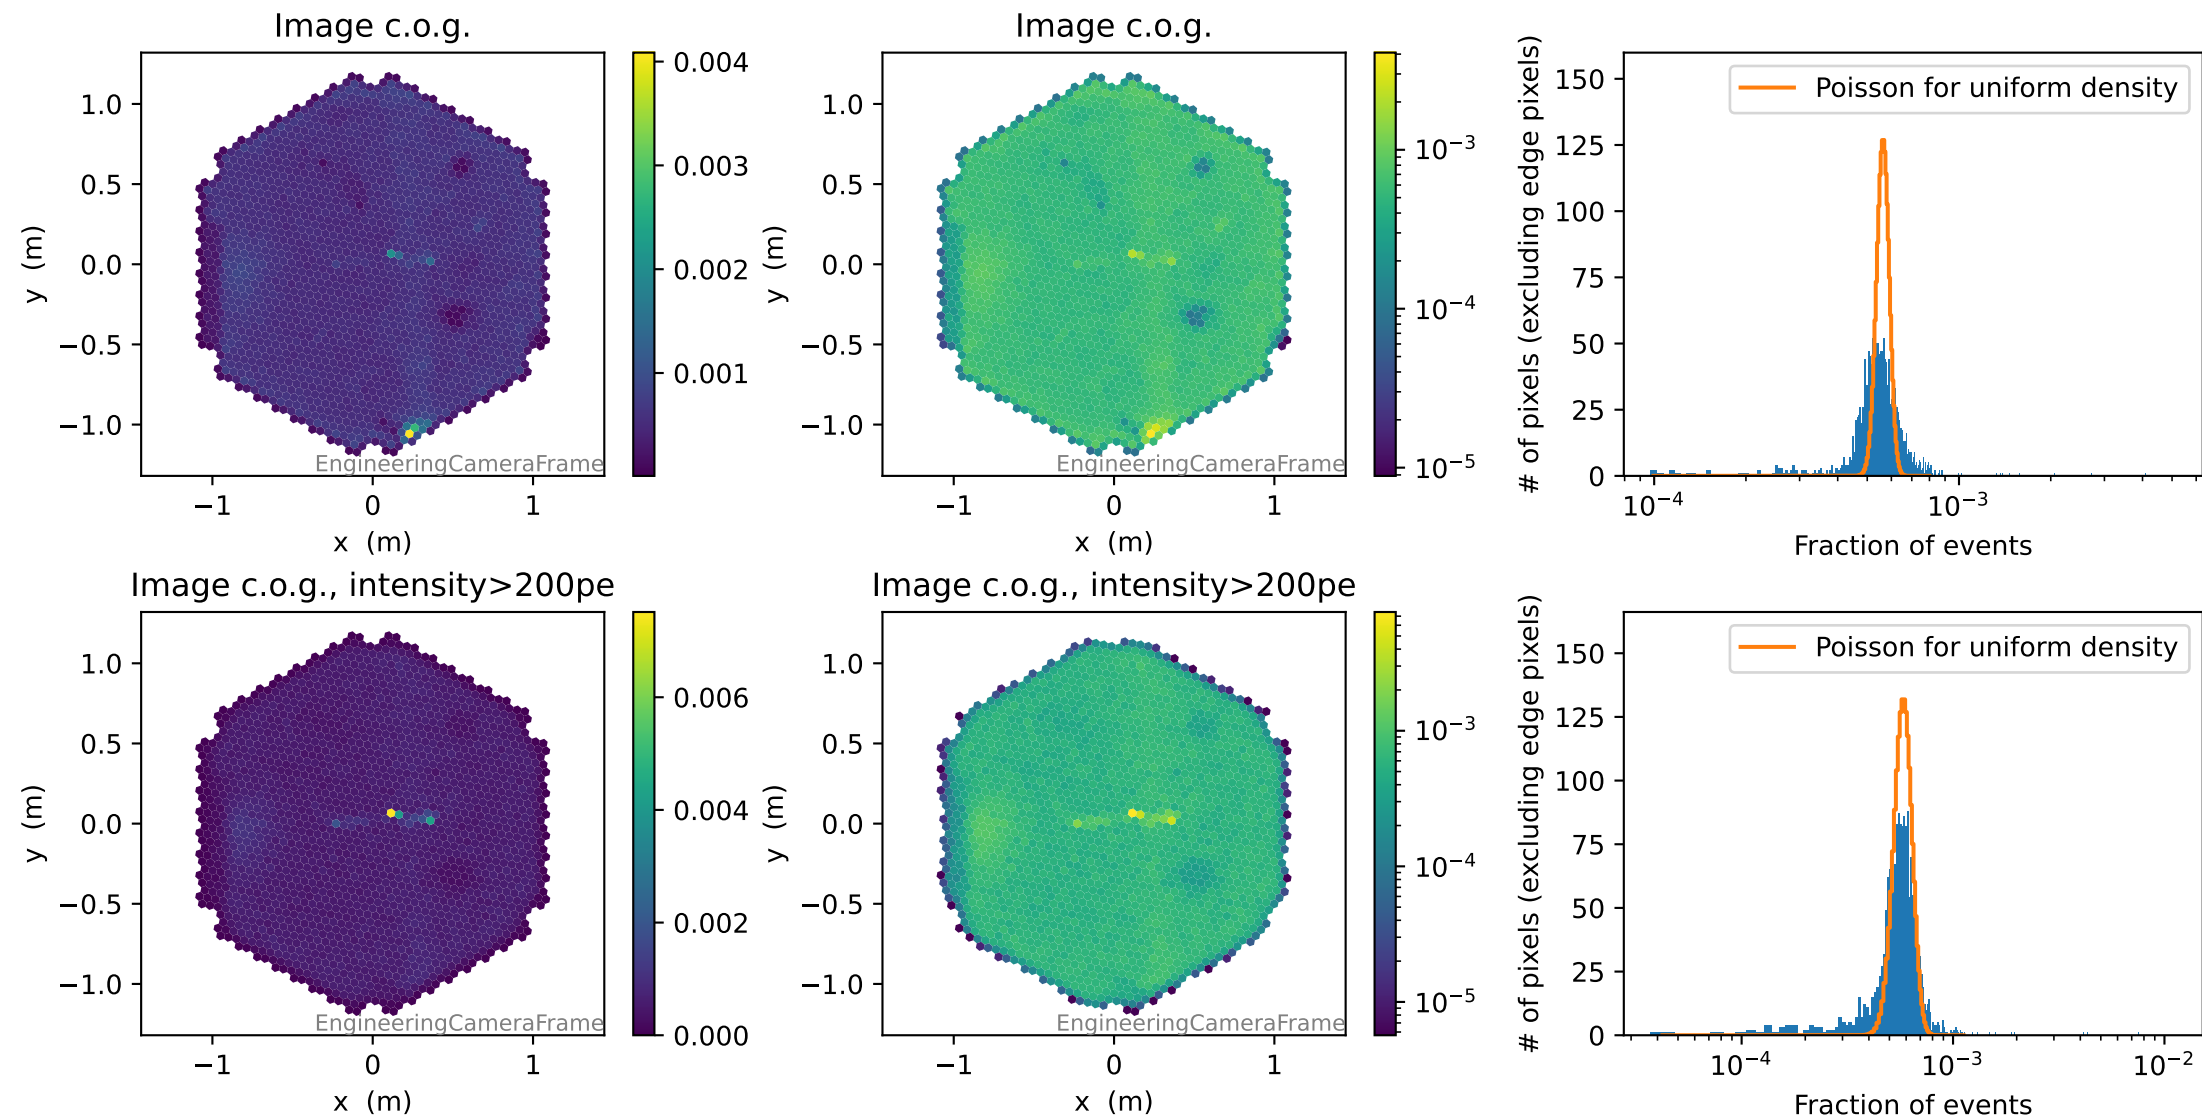 Image c.o.g.
y (m)
1.0
0.5
0.0
−0.5
−1.0
EngineeringCameraFrame
−1 0 1
x (m)
0.004
0.003
0.002
0.001
Image c.o.g.
y (m)
1.0
0.5
0.0
−0.5
−1.0
EngineeringCameraFrame
−1 0 1
x (m)
10⁻³
10⁻⁴
10⁻⁵
# of pixels (excluding edge pixels)
150
125
100
75
50
25
0
Poisson for uniform density
10⁻⁴ 10⁻³
Fraction of events
Image c.o.g., intensity>200pe
y (m)
1.0
0.5
0.0
−0.5
−1.0
EngineeringCameraFrame
−1 0 1
x (m)
0.006
0.004
0.002
0.000
Image c.o.g., intensity>200pe
y (m)
1.0
0.5
0.0
−0.5
−1.0
EngineeringCameraFrame
−1 0 1
x (m)
10⁻³
10⁻⁴
10⁻⁵
# of pixels (excluding edge pixels)
150
125
100
75
50
25
0
Poisson for uniform density
10⁻⁴ 10⁻³ 10⁻²
Fraction of events